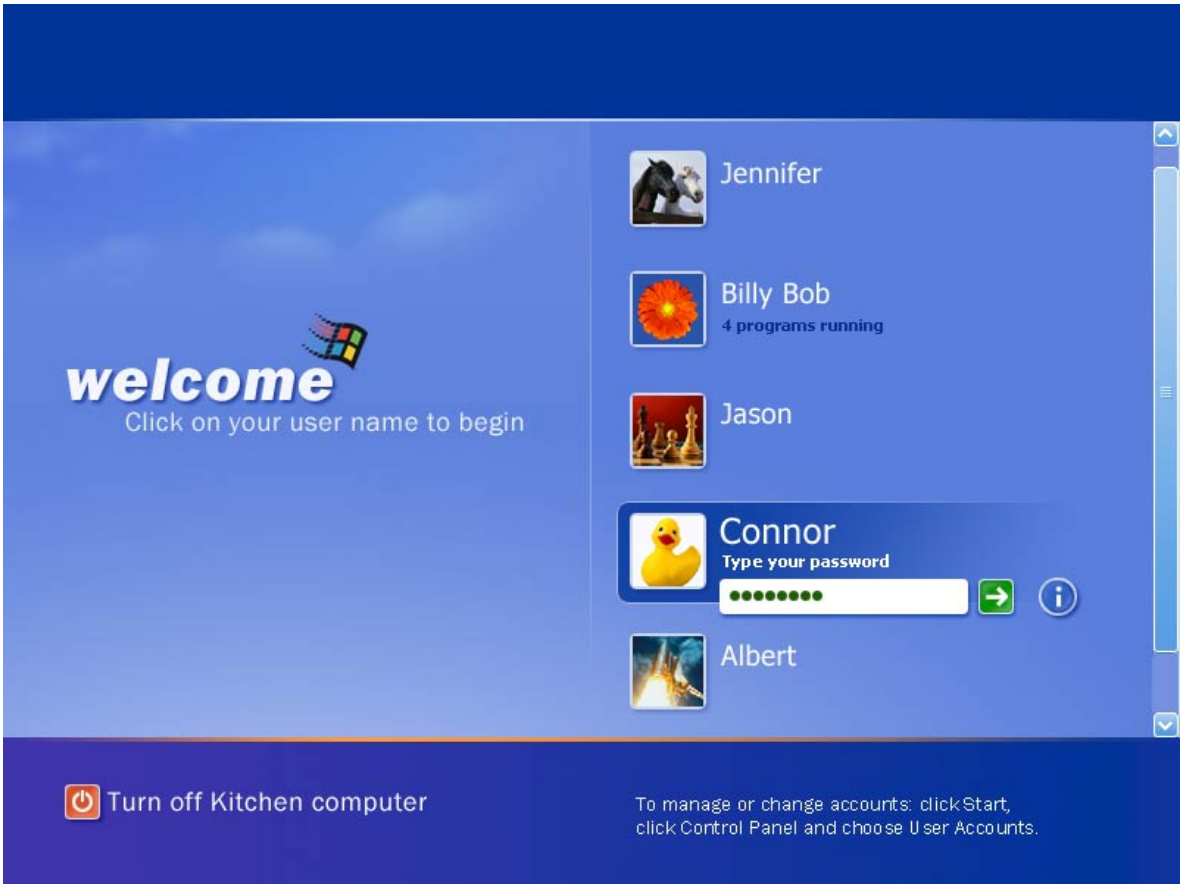 Jennifer
Billy Bob
4 programs running
welcome
Click on your user name to begin
Jason
Connor
Type your password
Albert
Turn off Kitchen computer
To manage or change accounts: click Start,
click Control Panel and choose User Accounts.